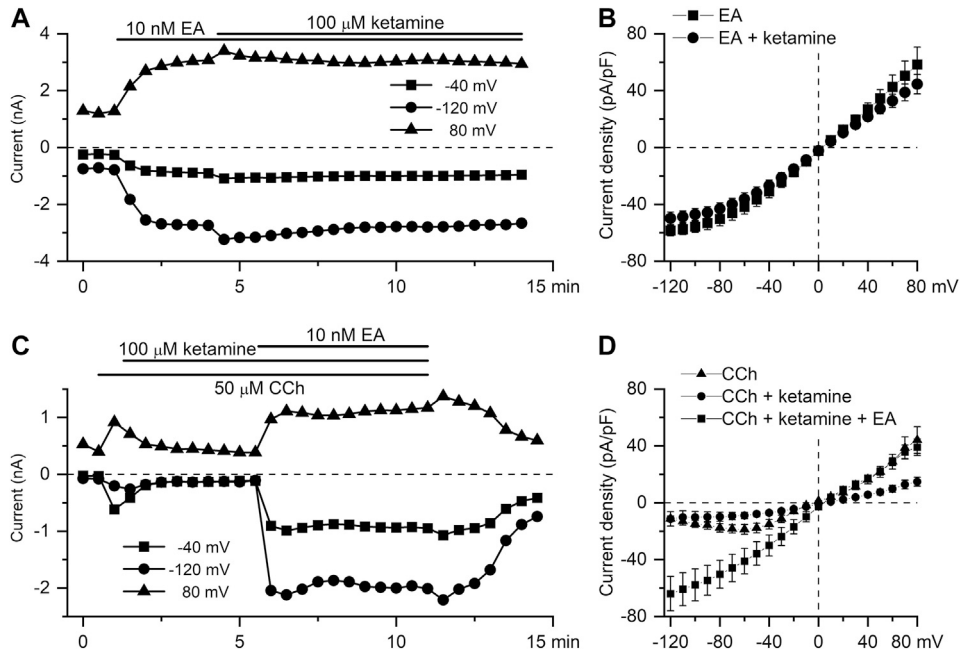 A
100 μM ketamine
10 nM EA
4
2
0
-2
-4
Current (nA)
-40 mV
-120 mV
80 mV
0
5
10
15 min
B
EA
EA + ketamine
80
40
0
-40
-80
Current density (pA/pF)
-120
-80
-40
0
40
80 mV
C
10 nM EA
100 μM ketamine
50 μM CCh
1
0
-1
-2
Current (nA)
-40 mV
-120 mV
80 mV
0
5
10
15 min
D
CCh
CCh + ketamine
CCh + ketamine + EA
80
40
0
-40
-80
Current density (pA/pF)
-120
-80
-40
0
40
80 mV